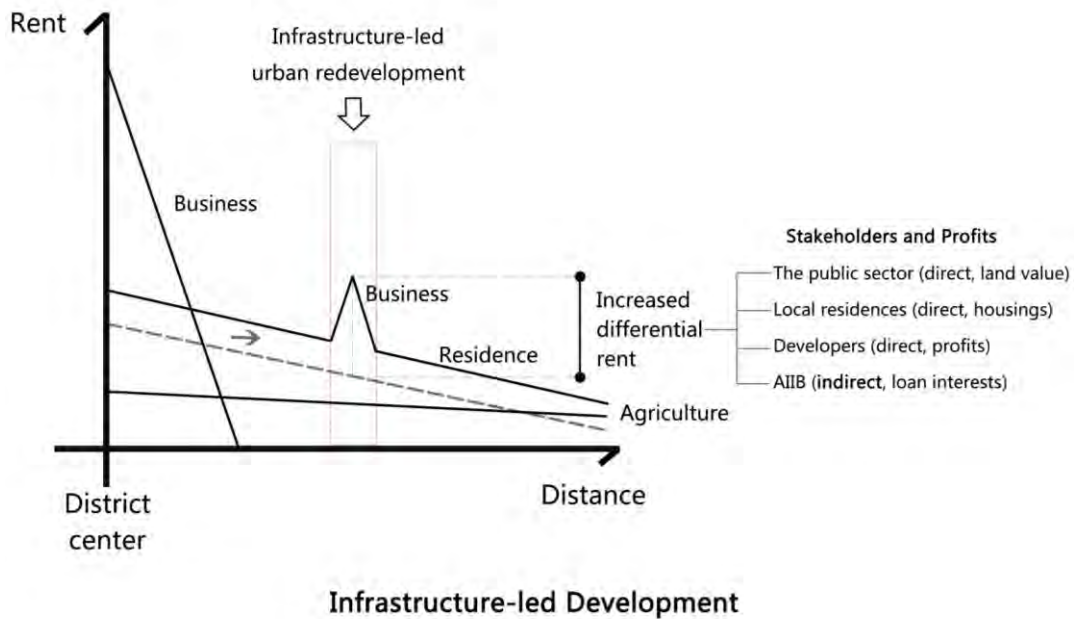 Rent
Infrastructure-led
urban redevelopment
Business
Business
Residence
Agriculture
Increased
differential
rent
Stakeholders and Profits
The public sector (direct, land value)
Local residences (direct, housings)
Developers (direct, profits)
AIIB (indirect, loan interests)
District
center
Distance
Infrastructure-led Development